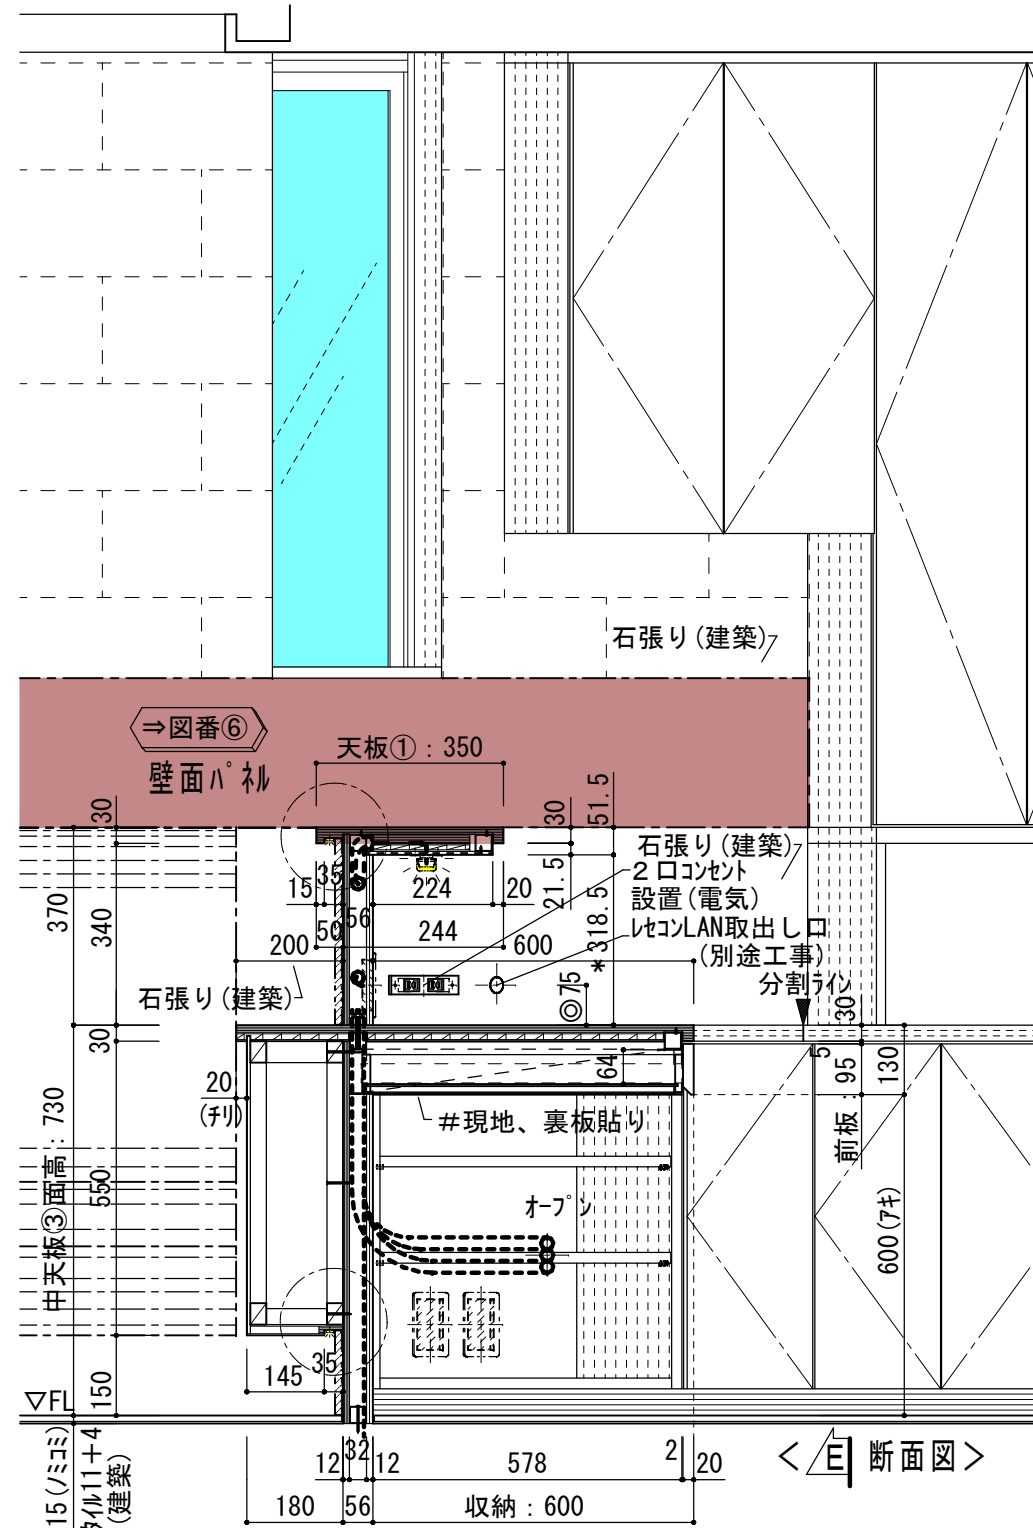 石張り(建築)
⇒図番⑥
壁面パネル
天板①：350
30
30
51.5
石張り(建築)
2口コンセント
設置(電気)
ﾚｾｺﾝLAN取出し口
(別途工事)
分割ﾗｲﾝ
15
35
56
224
20
21.5
50
244
600
*318.5
370
340
200
石張り(建築)
◎75
30
30
5
20
(ﾁﾘ)
64
前板：95
130
#現地、裏板貼り
中天板③面高：730
550
ｵｰﾌﾟﾝ
600(ｱｷ)
145
35
▽FL
150
15(ﾉﾐｺﾐ)
ﾀｲﾙ11+4
(建築)
12
32
12
578
2
20
180
56
収納：600
<E 断面図>